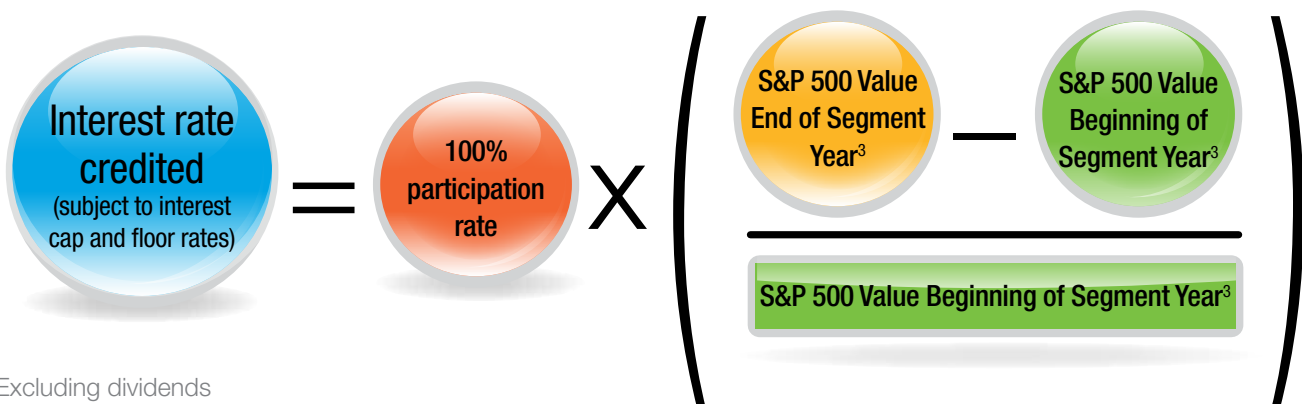 Interest rate
credited
(subject to interest
cap and floor rates)
=
100%
participation
rate
X
(
S&P 500 Value
End of Segment
Year³
—
S&P 500 Value
Beginning of
Segment Year³
S&P 500 Value Beginning of Segment Year³
)
Excluding dividends